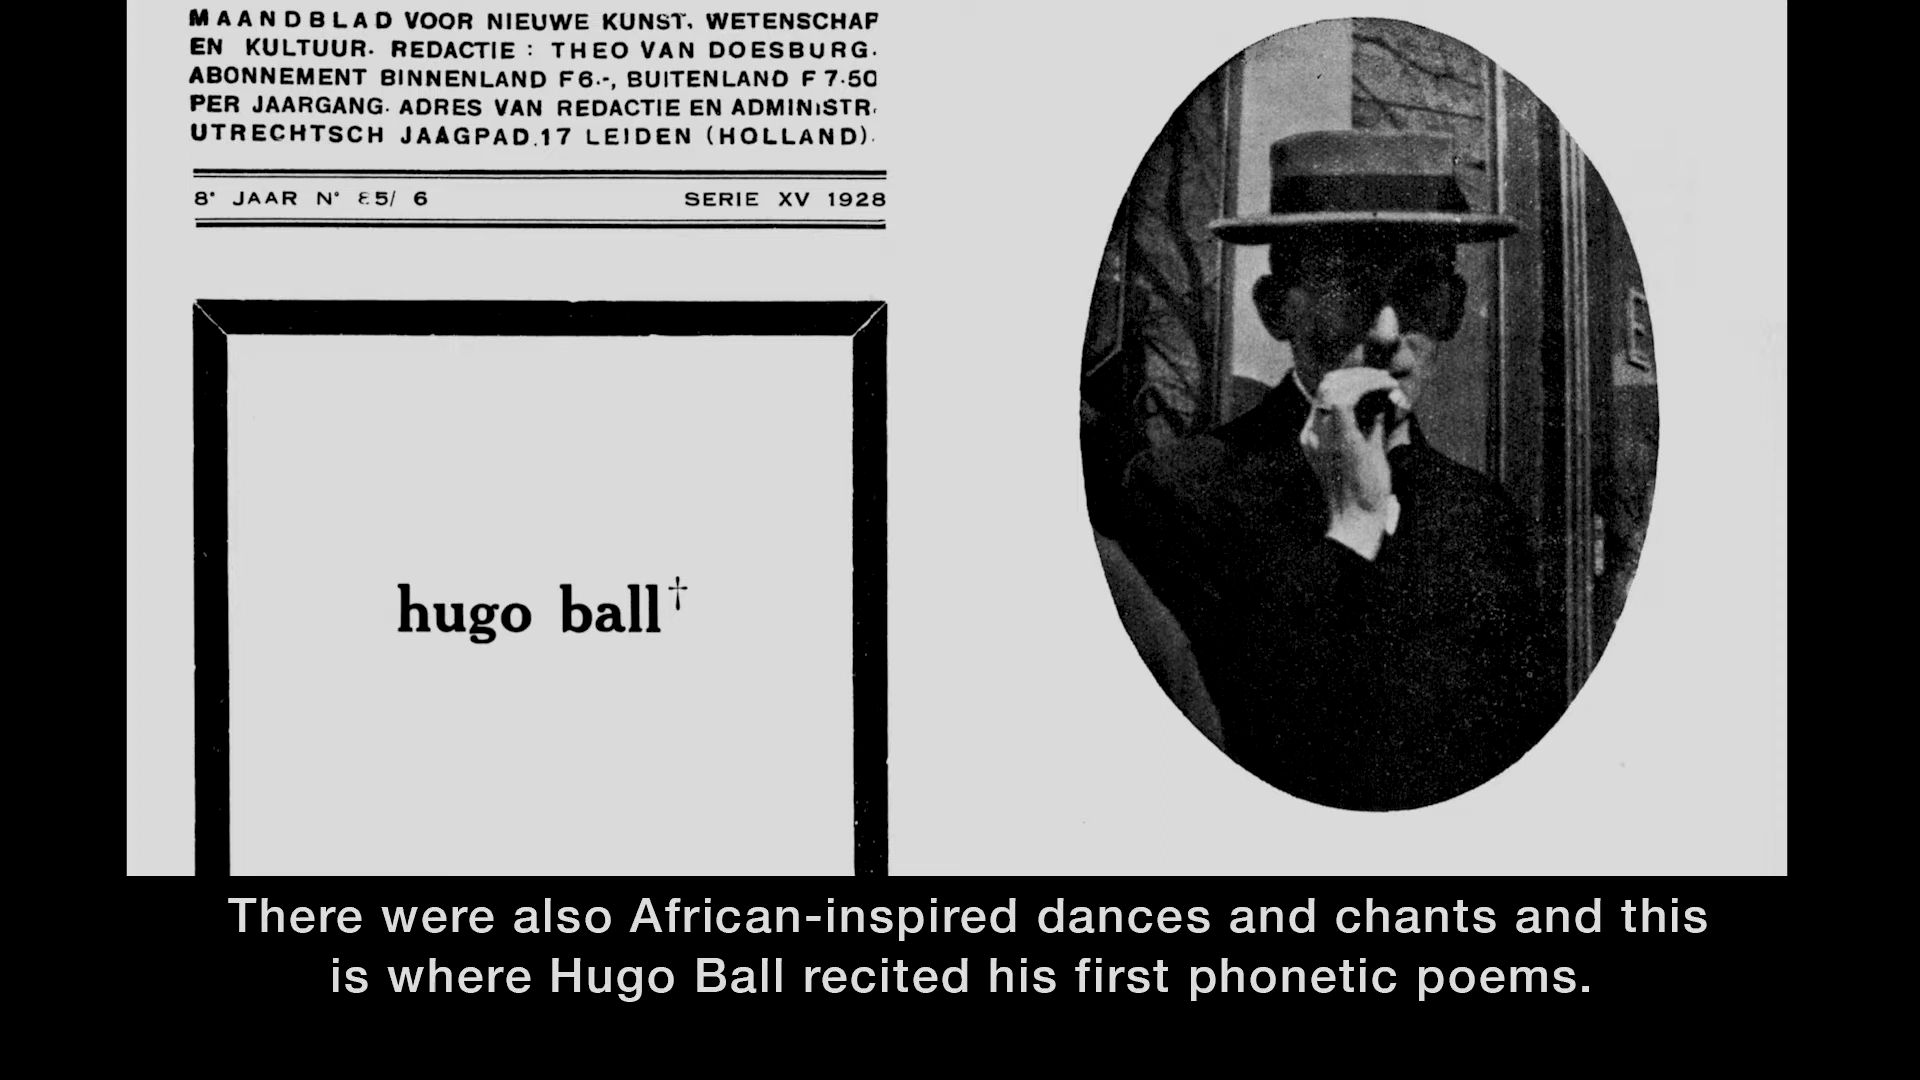 MAANDBLAD VOOR NIEUWE KUNST, WETENSCHAP
EN KULTUUR. REDACTIE : THEO VAN DOESBURG.
ABONNEMENT BINNENLAND F 6.-, BUITENLAND F 7.50
PER JAARGANG. ADRES VAN REDACTIE EN ADMINISTR.
UTRECHTSCH JAAGPAD.17 LEIDEN (HOLLAND).
8° JAAR N° 85/ 6
SERIE XV 1928
hugo ball†
There were also African-inspired dances and chants and this
is where Hugo Ball recited his first phonetic poems.